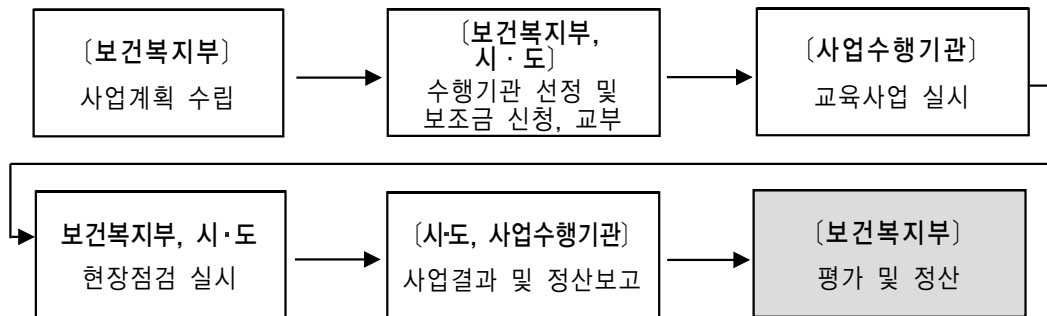 〔보건복지부〕
사업계획 수립
〔보건복지부,
시ㆍ도〕
수행기관 선정 및
보조금 신청, 교부
〔사업수행기관〕
교육사업 실시
보건복지부, 시ㆍ도
현장점검 실시
〔시·도, 사업수행기관〕
사업결과 및 정산보고
〔보건복지부〕
평가 및 정산